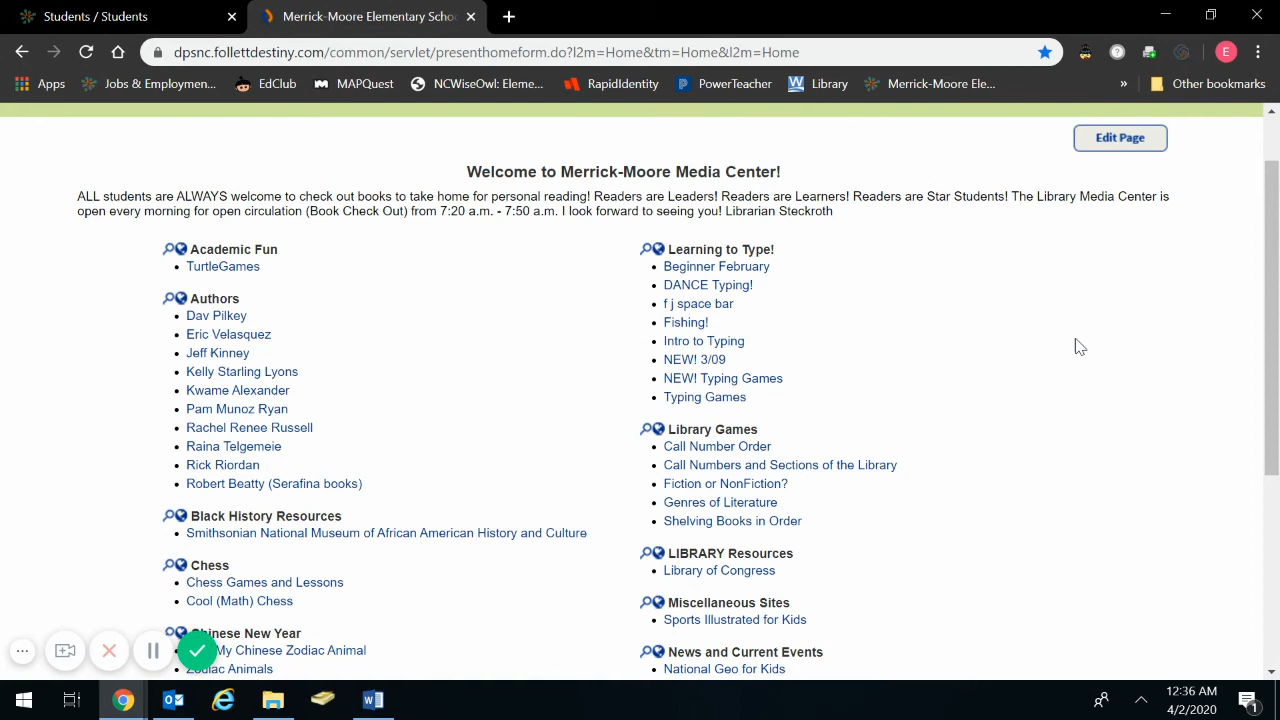 Students / Students
Merrick-Moore Elementary Schoo
dpsnc.follettdestiny.com/common/servlet/presenthomeform.do?l2m=Home&tm=Home&l2m=Home
E
Apps
Jobs & Employmen...
EdClub
MAPQuest
NCWiseOwl: Eleme...
RapidIdentity
PowerTeacher
Library
Merrick-Moore Ele...
»
Other bookmarks
Edit Page
Welcome to Merrick-Moore Media Center!
ALL students are ALWAYS welcome to check out books to take home for personal reading! Readers are Leaders! Readers are Learners! Readers are Star Students! The Library Media Center is
open every morning for open circulation (Book Check Out) from 7:20 a.m. - 7:50 a.m. I look forward to seeing you! Librarian Steckroth
Academic Fun
• TurtleGames
Authors
• Dav Pilkey
• Eric Velasquez
• Jeff Kinney
• Kelly Starling Lyons
• Kwame Alexander
• Pam Munoz Ryan
• Rachel Renee Russell
• Raina Telgemeie
• Rick Riordan
• Robert Beatty (Serafina books)
Black History Resources
• Smithsonian National Museum of African American History and Culture
Chess
• Chess Games and Lessons
• Cool (Math) Chess
Chinese New Year
My Chinese Zodiac Animal
Zodiac Animals
Learning to Type!
• Beginner February
• DANCE Typing!
• f j space bar
• Fishing!
• Intro to Typing
• NEW! 3/09
• NEW! Typing Games
• Typing Games
Library Games
• Call Number Order
• Call Numbers and Sections of the Library
• Fiction or NonFiction?
• Genres of Literature
• Shelving Books in Order
LIBRARY Resources
• Library of Congress
Miscellaneous Sites
• Sports Illustrated for Kids
News and Current Events
• National Geo for Kids
12:36 AM
4/2/2020
1